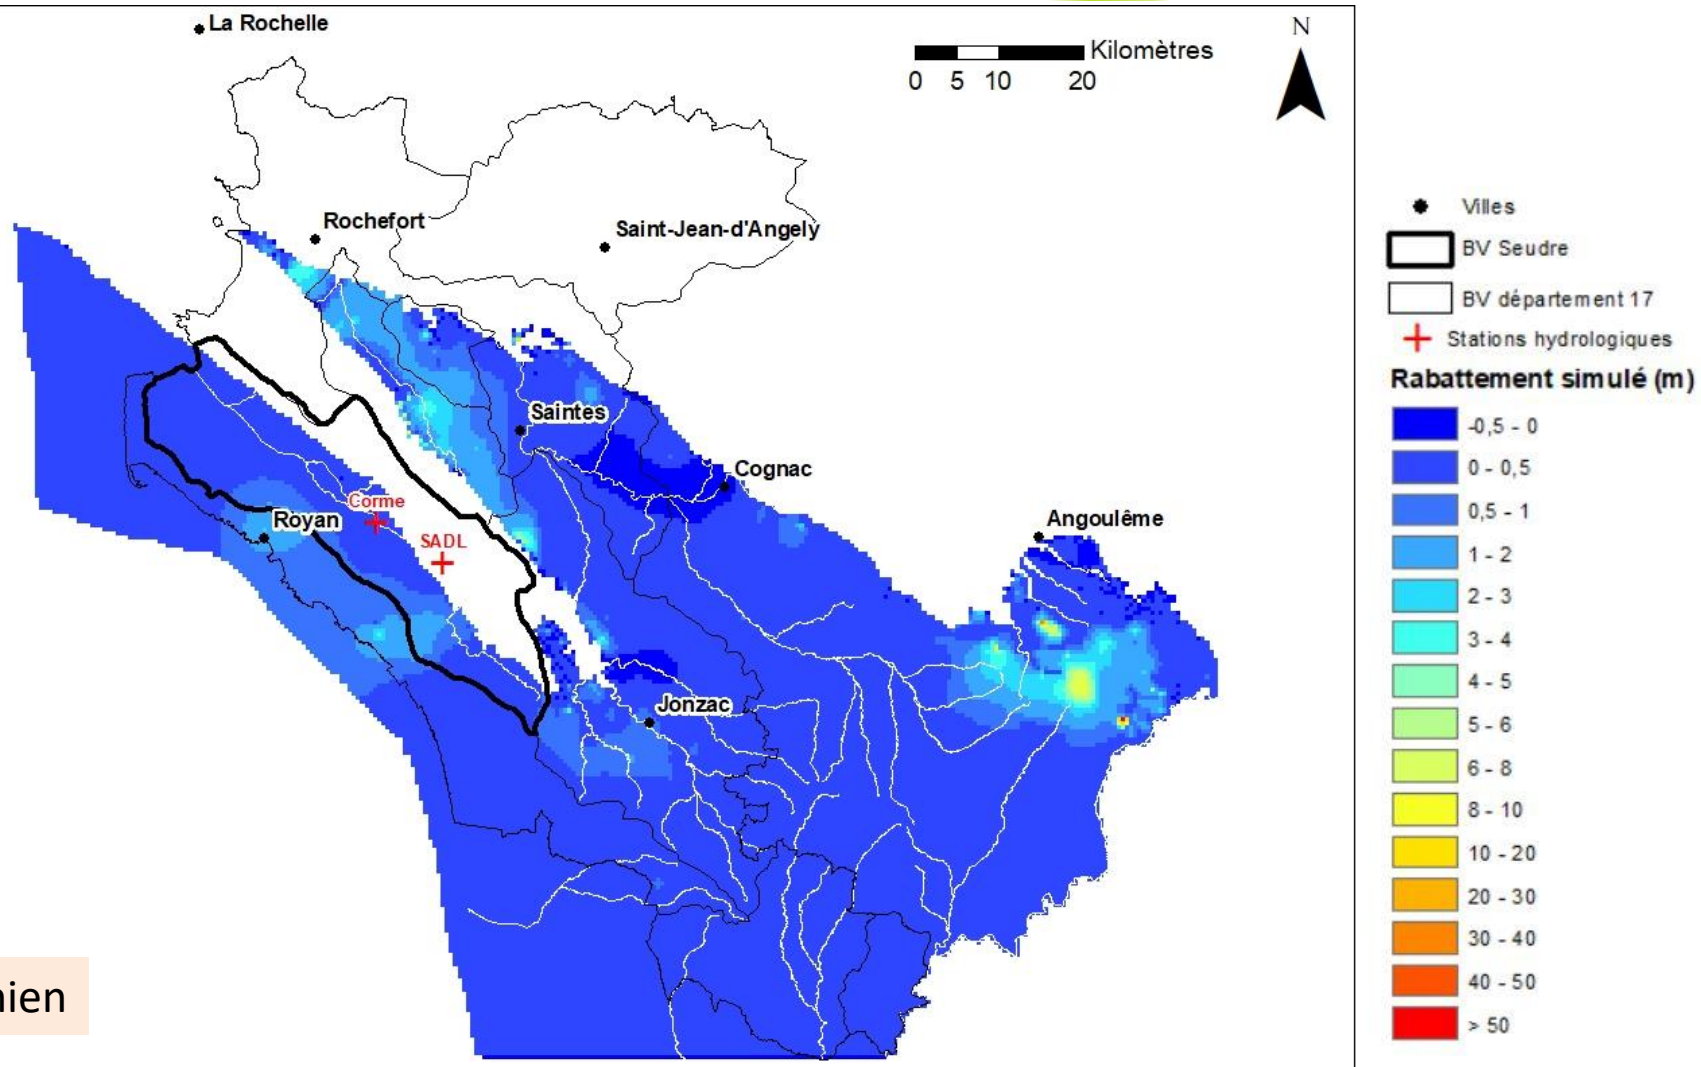 La Rochelle
Kilomètres
0 5 10 20
N
Rochefort
Saint-Jean-d'Angely
Saintes
Cognac
Corme
Royan
SADL
Angoulême
Jonzac
nien
Villes
BV Seudre
BV département 17
Stations hydrologiques
Rabattement simulé (m)
-0,5 - 0
0 - 0,5
0,5 - 1
1 - 2
2 - 3
3 - 4
4 - 5
5 - 6
6 - 8
8 - 10
10 - 20
20 - 30
30 - 40
40 - 50
> 50